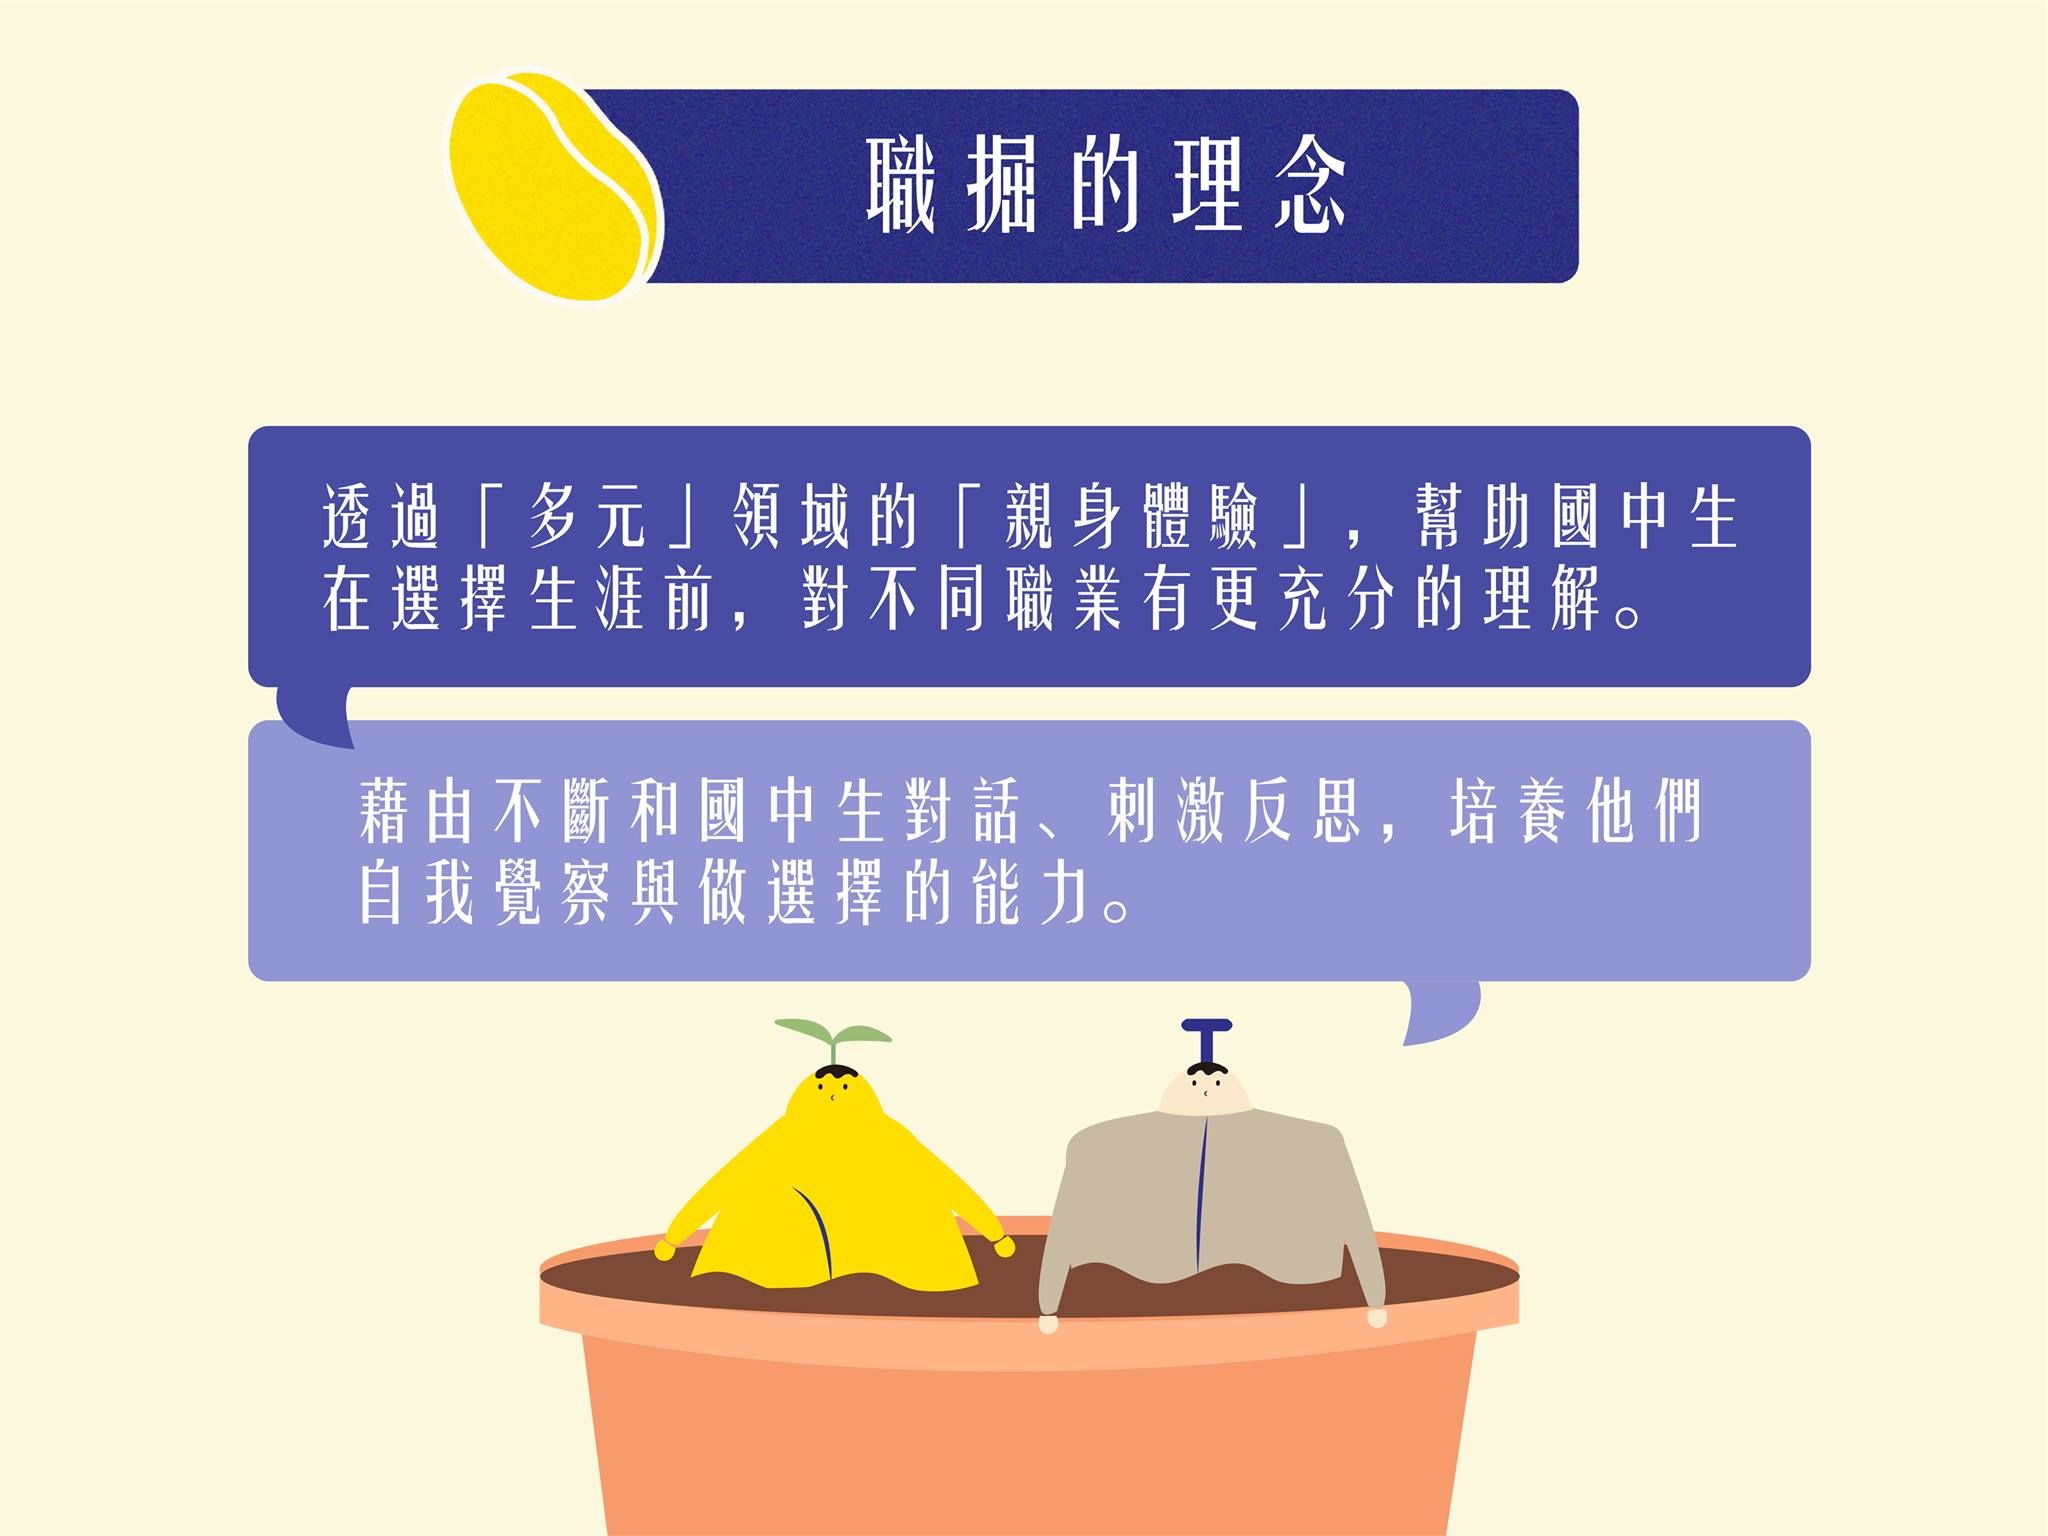 職掘的理念
透過「多元」領域的「親身體驗」，幫助國中生
在選擇生涯前，對不同職業有更充分的理解。
藉由不斷和國中生對話、刺激反思，培養他們
自我覺察與做選擇的能力。